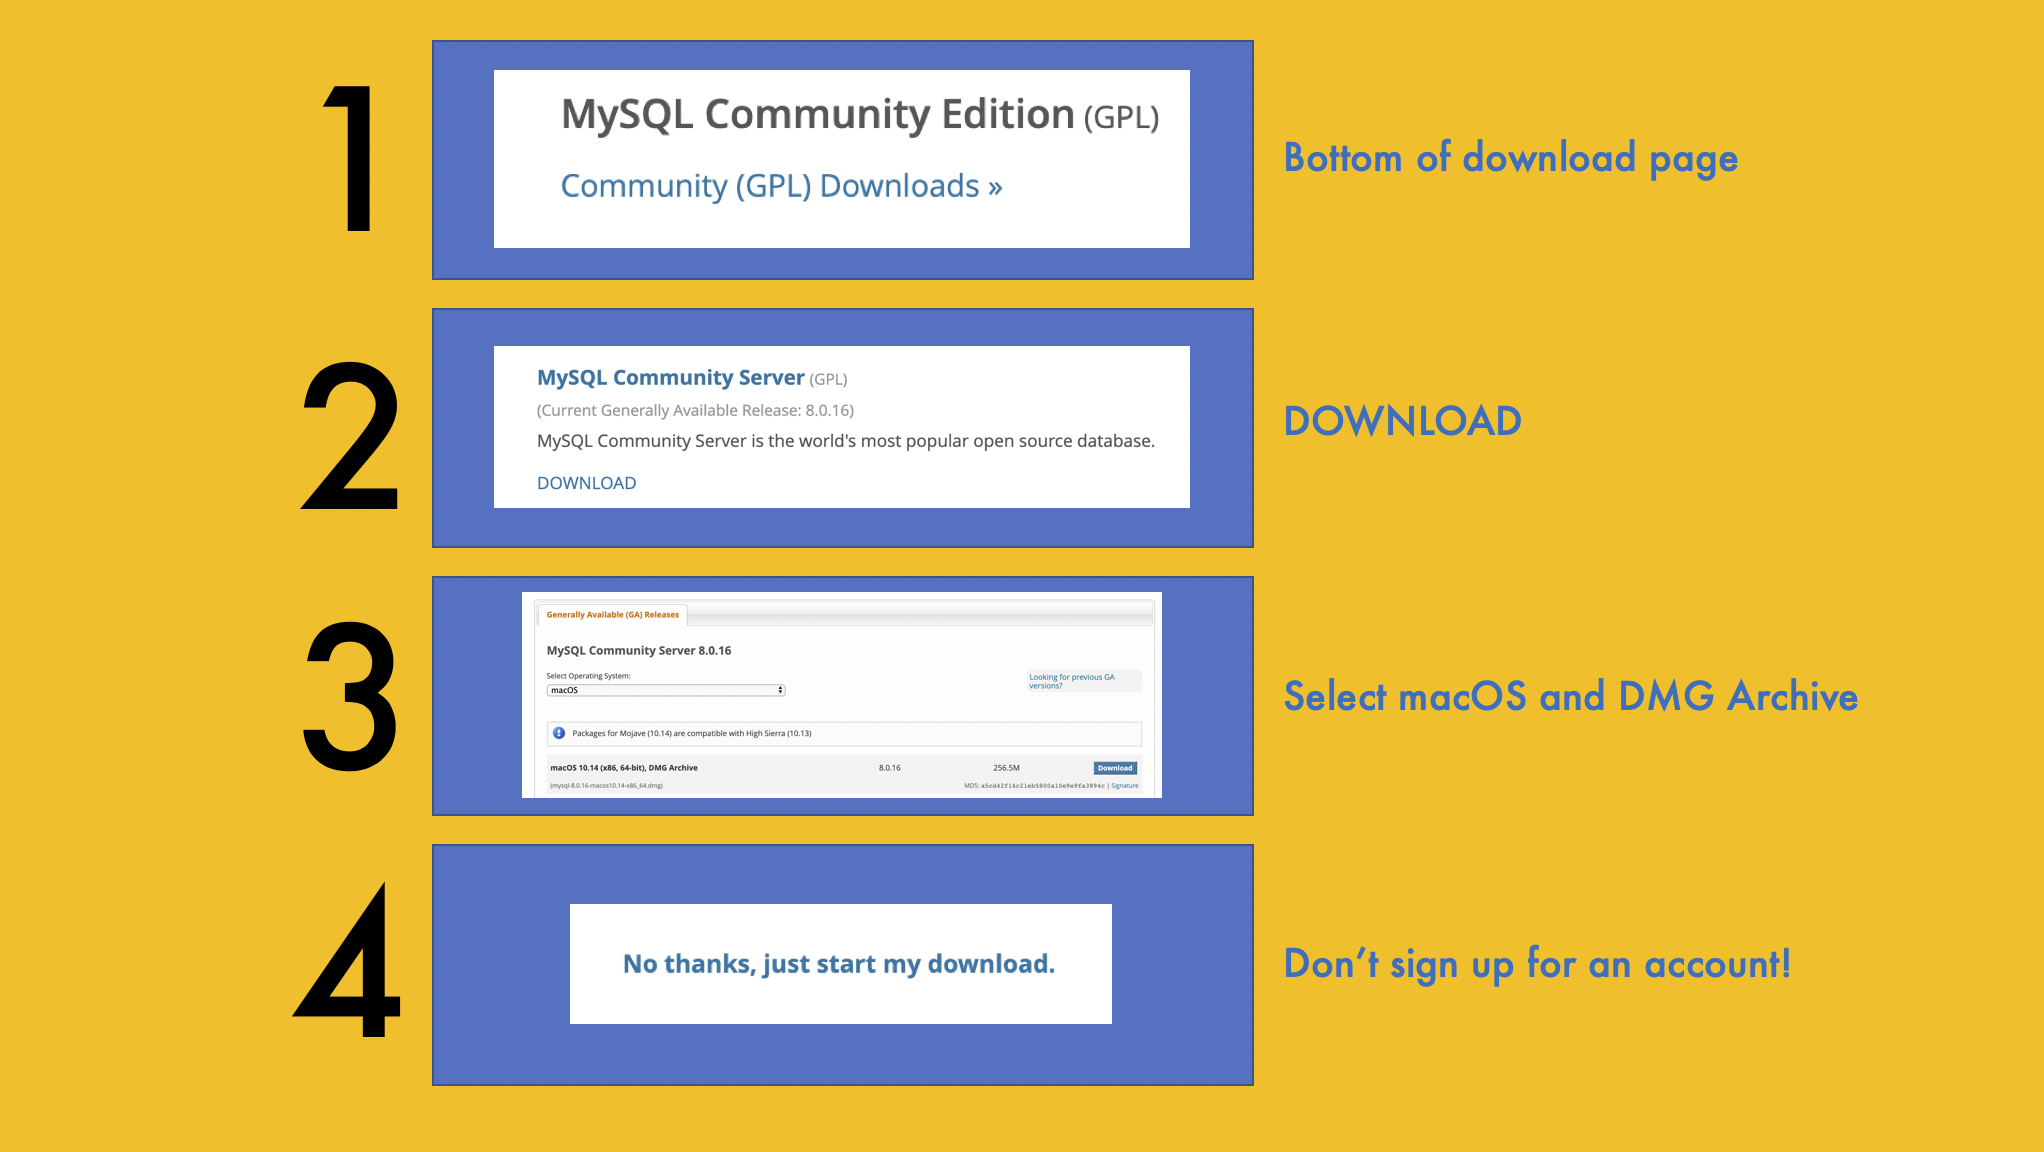 1
MySQL Community Edition (GPL)
Community (GPL) Downloads »
Bottom of download page
2
MySQL Community Server (GPL)
(Current Generally Available Release: 8.0.16)
MySQL Community Server is the world's most popular open source database.
DOWNLOAD
DOWNLOAD
3
Generally Available (GA) Releases
MySQL Community Server 8.0.16
Select Operating System:
macOS
Looking for previous GA
versions?
Packages for Mojave (10.14) are compatible with High Sierra (10.13)
macOS 10.14 (x86, 64-bit), DMG Archive 8.0.16 256.5M Download
(mysql-8.0.16-macos10.14-x86_64.dmg) MD5: a5cd42f14c21eb5800a10e9e9fa3894c | Signature
Select macOS and DMG Archive
4
No thanks, just start my download.
Don't sign up for an account!